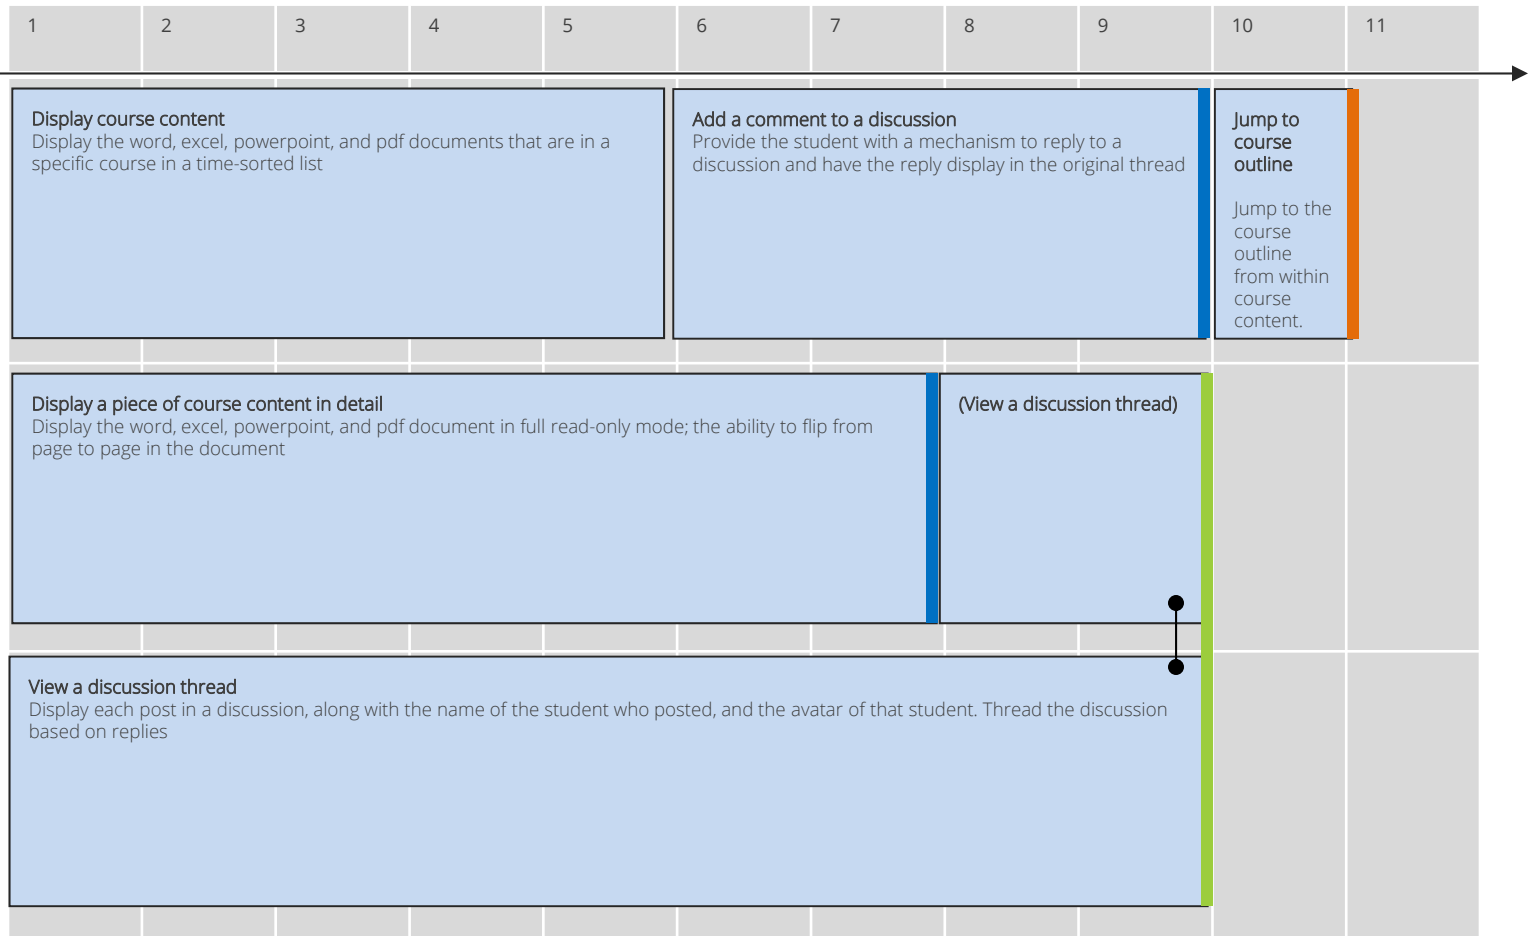 1 2 3 4 5 6 7 8 9 10 11
Display course content
Display the word, excel, powerpoint, and pdf documents that are in a
specific course in a time-sorted list
Add a comment to a discussion
Provide the student with a mechanism to reply to a
discussion and have the reply display in the original thread
Jump to
course
outline
Jump to the
course
outline
from within
course
content.
Display a piece of course content in detail
Display the word, excel, powerpoint, and pdf document in full read-only mode; the ability to flip from
page to page in the document
(View a discussion thread)
View a discussion thread
Display each post in a discussion, along with the name of the student who posted, and the avatar of that student. Thread the discussion
based on replies